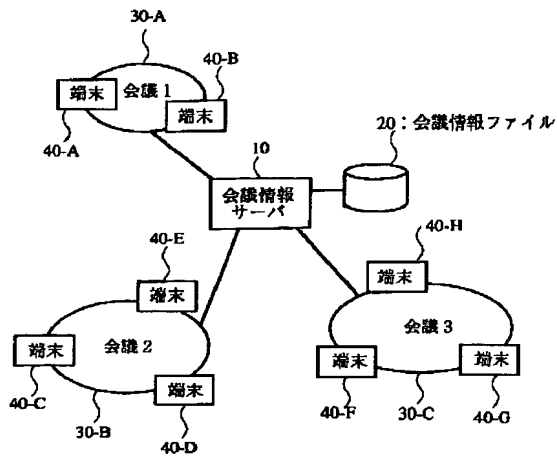 30-A
40-B
端末
会議1
端末
40-A
20:会議情報ファイル
10
会議情報
サーバ
40-E
40-H
端末
端末
会議2
端末
端末
会議3
端末
端末
40-C
30-B
40-D
40-F
30-C
40-G